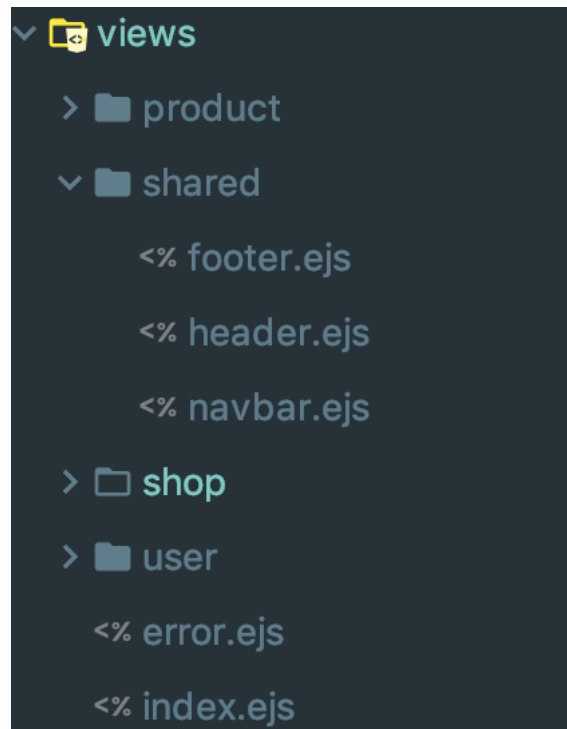 views
product
shared
<% footer.ejs
<% header.ejs
<% navbar.ejs
shop
user
<% error.ejs
<% index.ejs